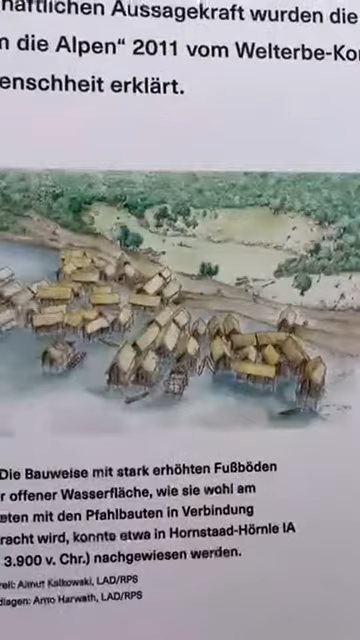 haftlichen Aussagekraft wurden die
m die Alpen“ 2011 vom Welterbe-Ko
enschheit erklärt.
Die Bauweise mit stark erhöhten Fußböden
r offener Wasserfläche, wie sie wohl am
sten mit den Pfahlbauten in Verbindung
racht wird, konnte etwa in Hornstaad-Hörnle IA
3.900 v. Chr.) nachgewiesen werden.
Almut Kalkowski, LAD/RPS
Arno Harwath, LAD/RPS